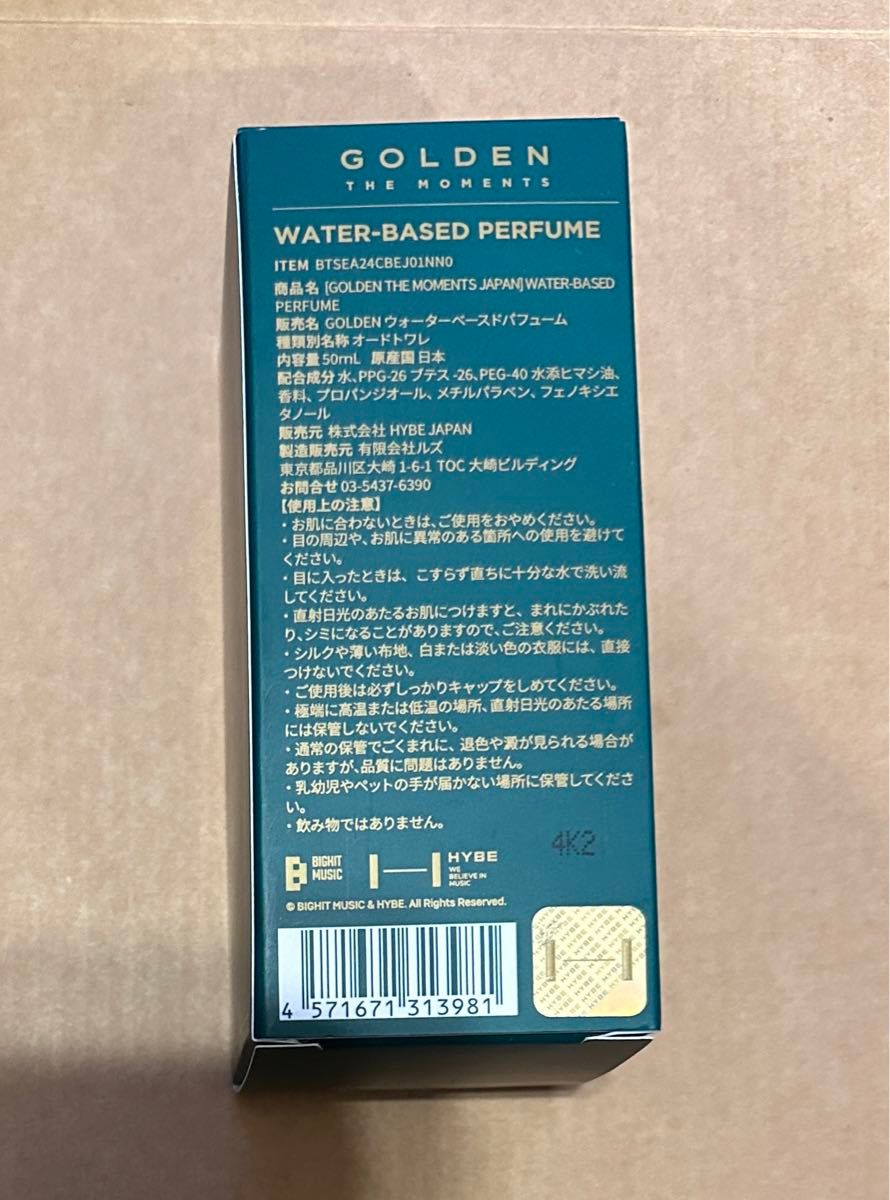 GOLDEN
THE MOMENTS
WATER-BASED PERFUME
ITEM BTSEA24CBEJ01NN0
商品名 [GOLDEN THE MOMENTS JAPAN] WATER-BASED
PERFUME
販売名 GOLDEN ウォーターベースドパフューム
種類別名称 オードトワレ
内容量 50mL 原産国 日本
配合成分 水、PPG-26 ブテス -26、PEG-40 水添ヒマシ油、
香料、プロパンジオール、メチルパラベン、フェノキシエ
タノール
販売元 株式会社 HYBE JAPAN
製造販売元 有限会社ルズ
東京都品川区大崎 1-6-1 TOC 大崎ビルディング
お問合せ 03-5437-6390
【使用上の注意】
・お肌に合わないときは、ご使用をおやめください。
・目の周辺や、お肌に異常のある箇所への使用を避けて
ください。
・目に入ったときは、こすらず直ちに十分な水で洗い流
してください。
・直射日光のあたるお肌につけますと、まれにかぶれた
り、シミになることがありますので、ご注意ください。
・シルクや薄い布地、白または淡い色の衣服には、直接
つけないでください。
・ご使用後は必ずしっかりキャップをしめてください。
・極端に高温または低温の場所、直射日光のあたる場所
には保管しないでください。
・通常の保管でごくまれに、退色や澱が見られる場合が
ありますが、品質に問題はありません。
・乳幼児やペットの手が届かない場所に保管してくださ
い。
・飲み物ではありません。
4K2
BIGHIT
MUSIC
HYBE
WE
BELIEVE IN
MUSIC
© BIGHIT MUSIC & HYBE. All Rights Reserved.
4 571671 313981
HYBE HYBE HYBE